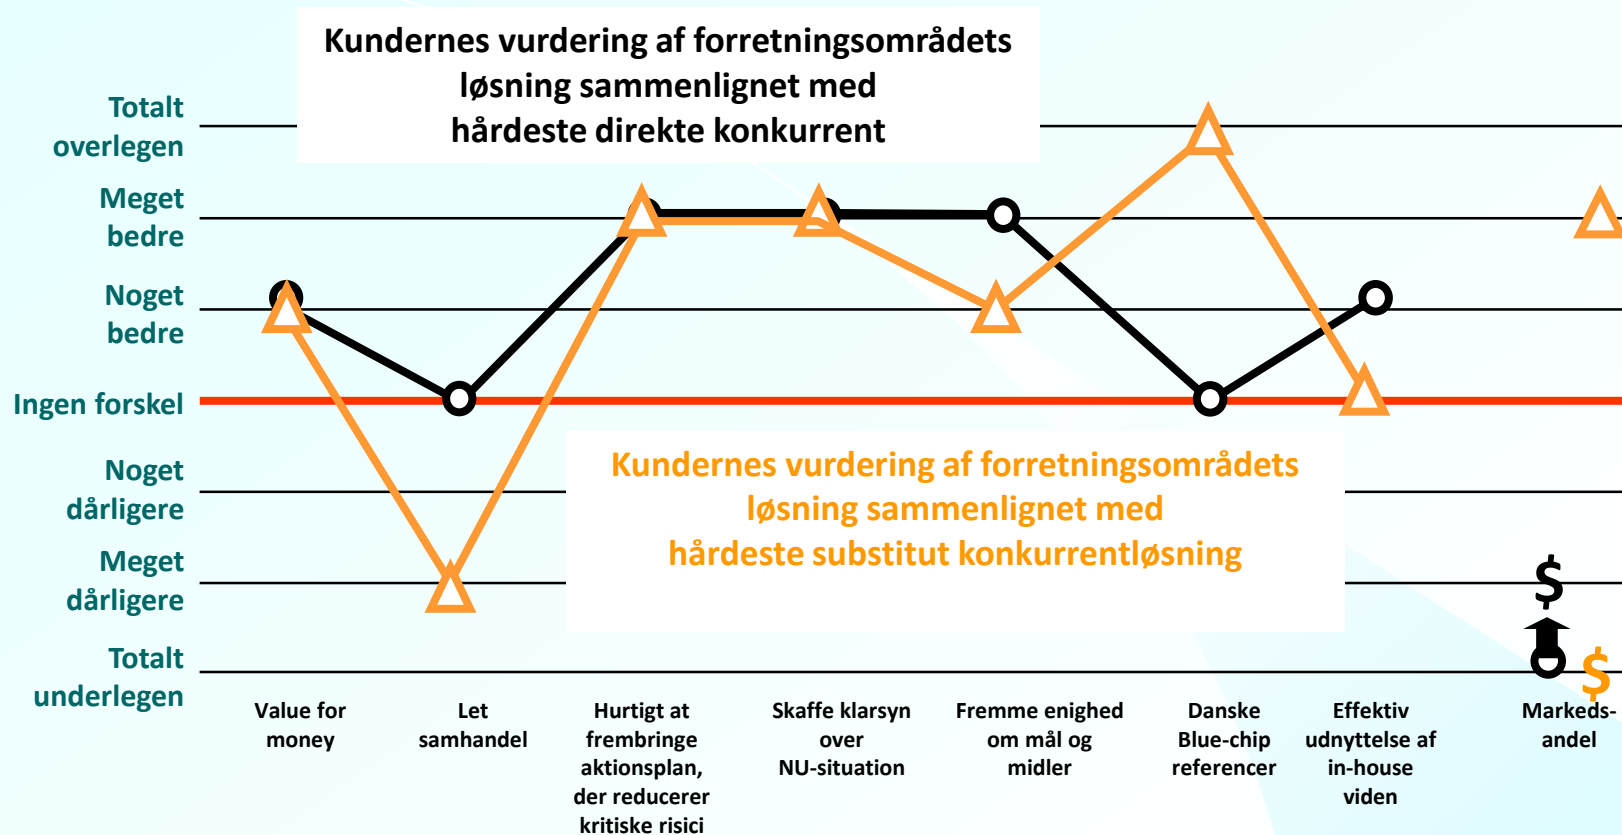 Kundernes vurdering af forretningsområdets
løsning sammenlignet med
hårdeste direkte konkurrent
Totalt
overlegen
Meget
bedre
Noget
bedre
Ingen forskel
Noget
dårligere
Meget
dårligere
Totalt
underlegen
Kundernes vurdering af forretningsområdets
løsning sammenlignet med
hårdeste substitut konkurrentløsning
$
$
Value for
money
Let
samhandel
Hurtigt at
frembringe
aktionsplan,
der reducerer
kritiske risici
Skaffe klarsyn
over
NU-situation
Fremme enighed
om mål og
midler
Danske
Blue-chip
referencer
Effektiv
udnyttelse af
in-house
viden
Markeds-
andel